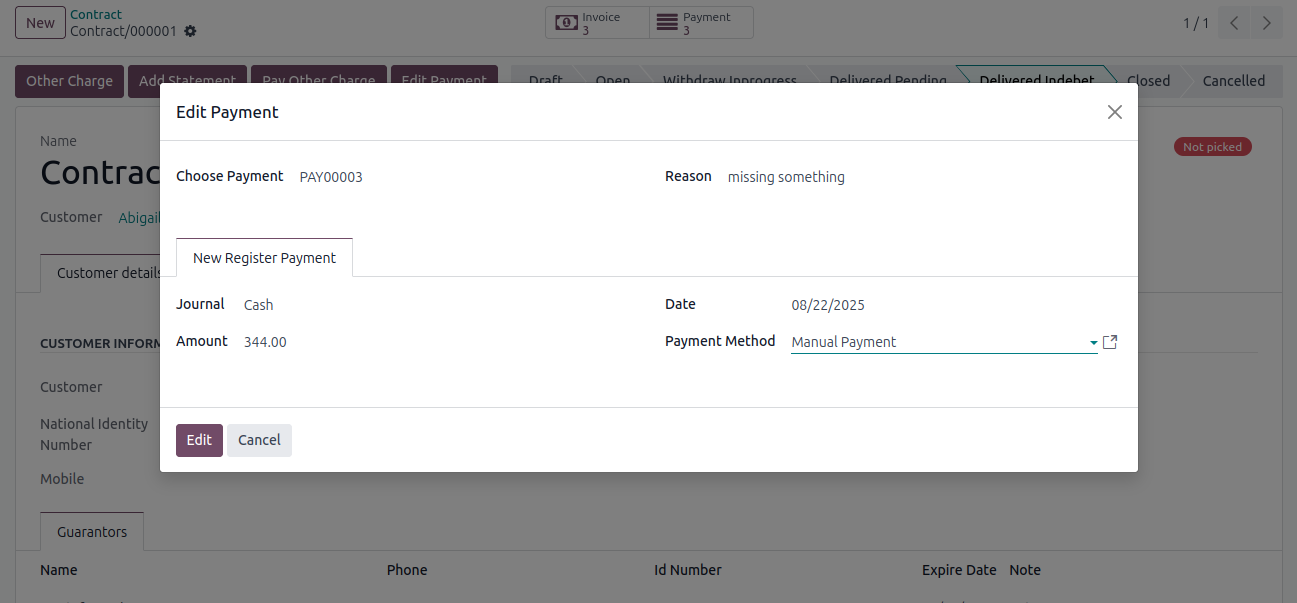 New
Contract
Contract/000001
Invoice
3
Payment
3
1 / 1
Other Charge
Add Statement
Pay Other Charge
Edit Payment
Draft
Open
Withdraw Inprogress
Delivered Pending
Delivered Indebet
Closed
Cancelled
Edit Payment
Name
Not picked
Contrac
Choose Payment PAY00003
Reason missing something
Customer Abigail
New Register Payment
Customer details
Journal Cash
Date 08/22/2025
Amount 344.00
Payment Method Manual Payment
CUSTOMER INFORM
Customer
National Identity
Number
Edit
Cancel
Mobile
Guarantors
Name Phone Id Number Expire Date Note